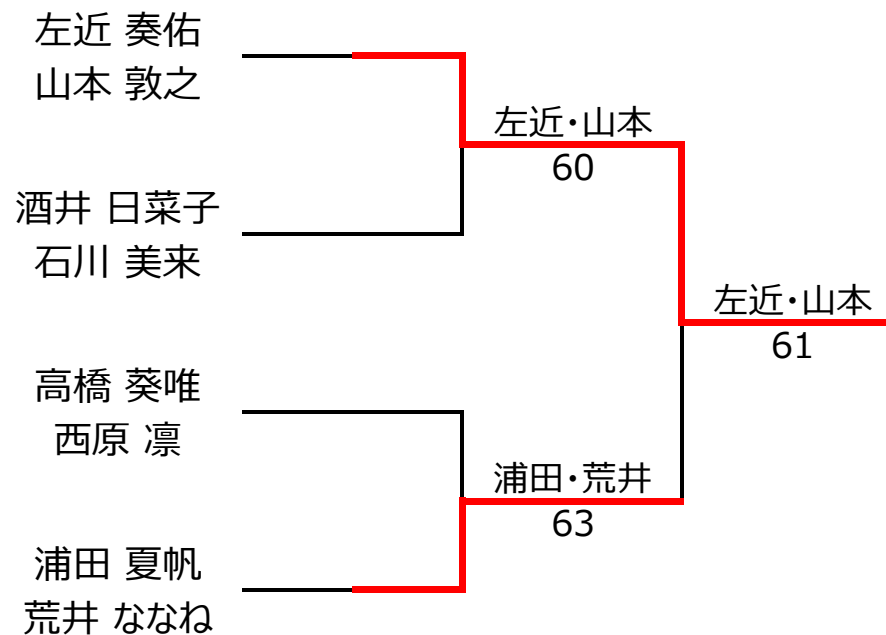 左近 奏佑
山本 敦之
左近・山本
60
酒井 日菜子
石川 美来
左近・山本
61
高橋 葵唯
西原 凛
浦田・荒井
63
浦田 夏帆
荒井 ななね